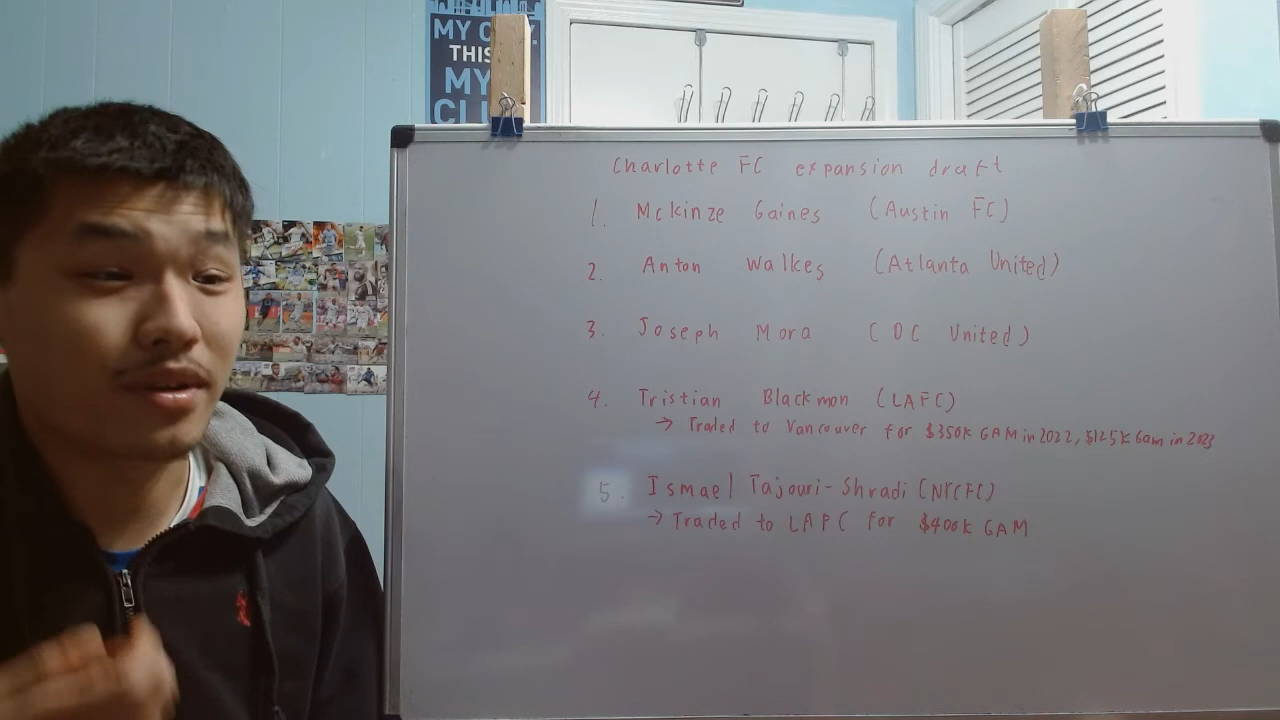 MY C
THIS
MY
CLU
Charlotte FC expansion draft
1. Mckinze Gaines (Austin FC)
2. Anton Walkes (Atlanta United)
3. Joseph Mora (DC United)
4. Tristian Blackmon (LAFC)
→ Traded to Vancouver for $350K GAM in 2022, $125K Gam in 2023
5. Ismael Tajouri-Shradi (NYCFC)
→ Traded to LAFC for $400K GAM